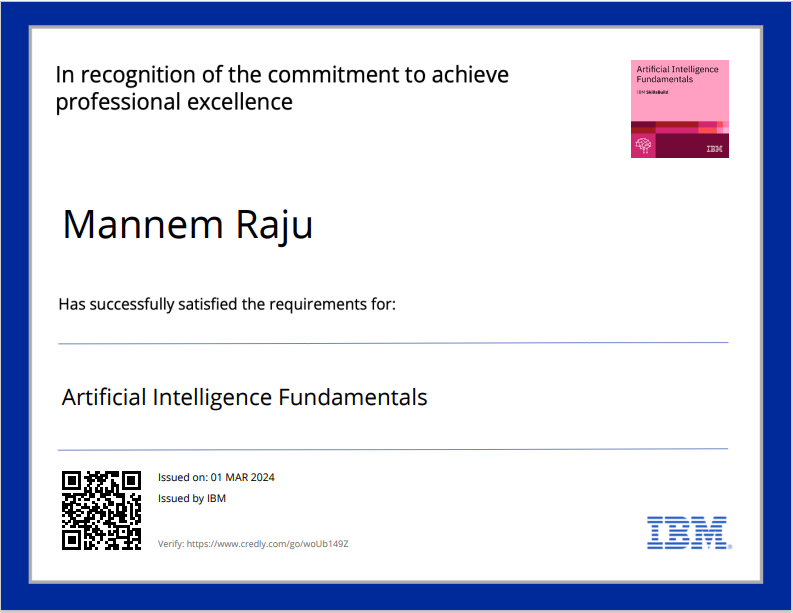 In recognition of the commitment to achieve
professional excellence
Artificial Intelligence
Fundamentals
IBM SkillsBuild
IBM
Mannem Raju
Has successfully satisfied the requirements for:
Artificial Intelligence Fundamentals
Issued on: 01 MAR 2024
Issued by IBM
Verify: https://www.credly.com/go/woUb149Z
IBM®